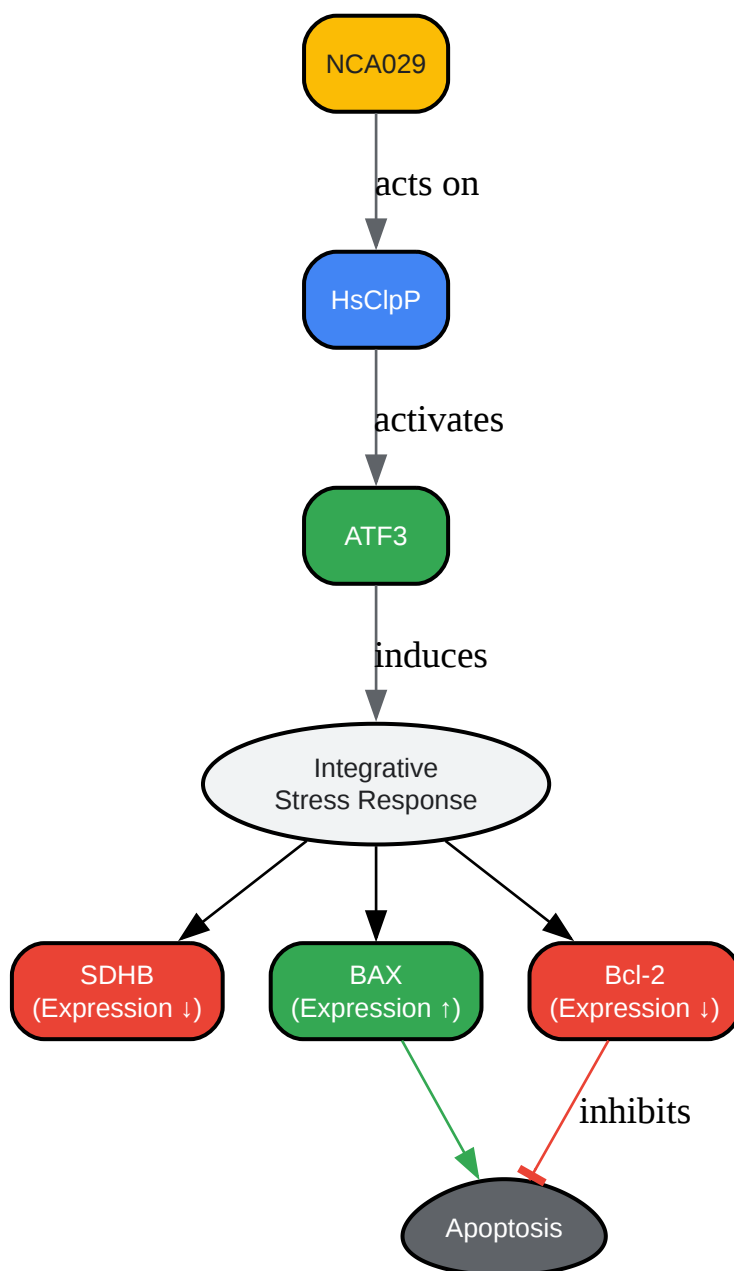 NCA029
acts on
HsClpP
activates
ATF3
induces
Integrative
Stress Response
SDHB
(Expression ↓)
BAX
(Expression ↑)
Bcl-2
(Expression ↓)
inhibits
Apoptosis